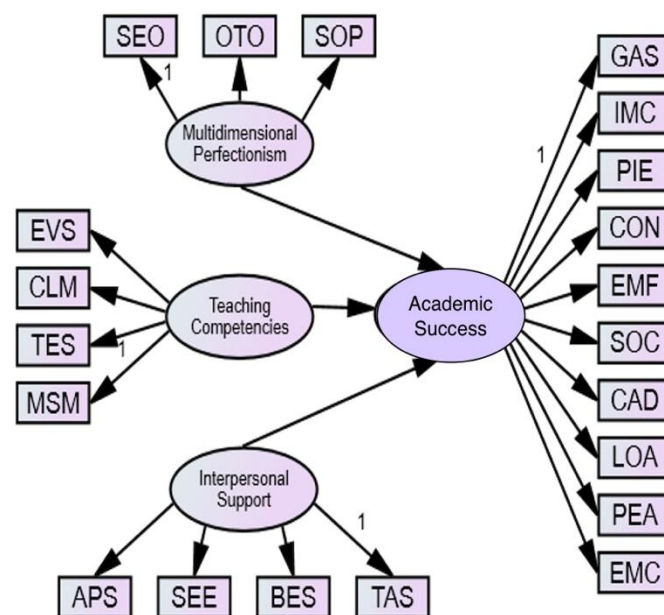 SEO
OTO
SOP
1
Multidimensional
Perfectionism
EVS
CLM
TES
MSM
1
Teaching
Competencies
Interpersonal
Support
1
APS
SEE
BES
TAS
Academic
Success
1
GAS
IMC
PIE
CON
EMF
SOC
CAD
LOA
PEA
EMC